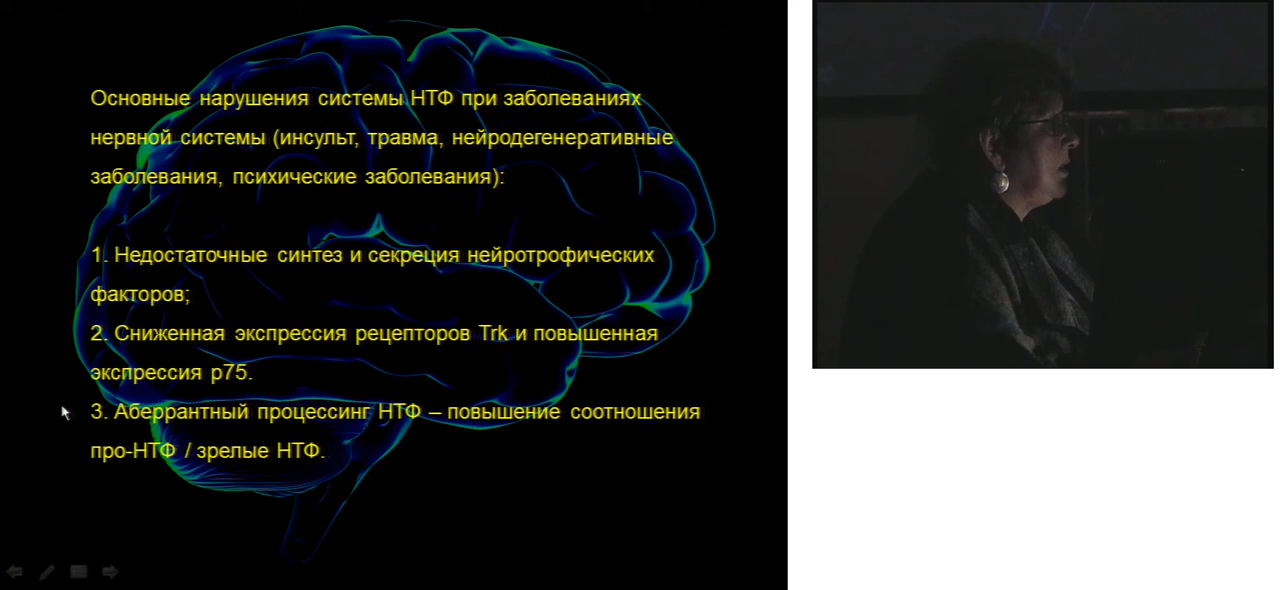 Основные нарушения системы НТФ при заболеваниях
нервной системы (инсульт, травма, нейродегенеративные
заболевания, психические заболевания):
1. Недостаточные синтез и секреция нейротрофических
факторов;
2. Сниженная экспрессия рецепторов Trk и повышенная
экспрессия p75.
3. Аберрантный процессинг НТФ – повышение соотношения
про-НТФ / зрелые НТФ.